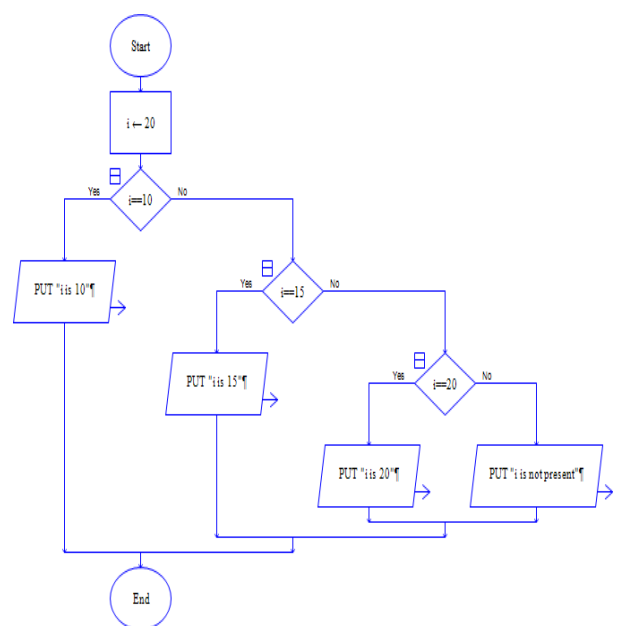 Start
i ← 20
i==10
Yes
No
PUT "i is 10"¶
i==15
Yes
No
PUT "i is 15"¶
i==20
Yes
No
PUT "i is 20"¶
PUT "i is not present"¶
End